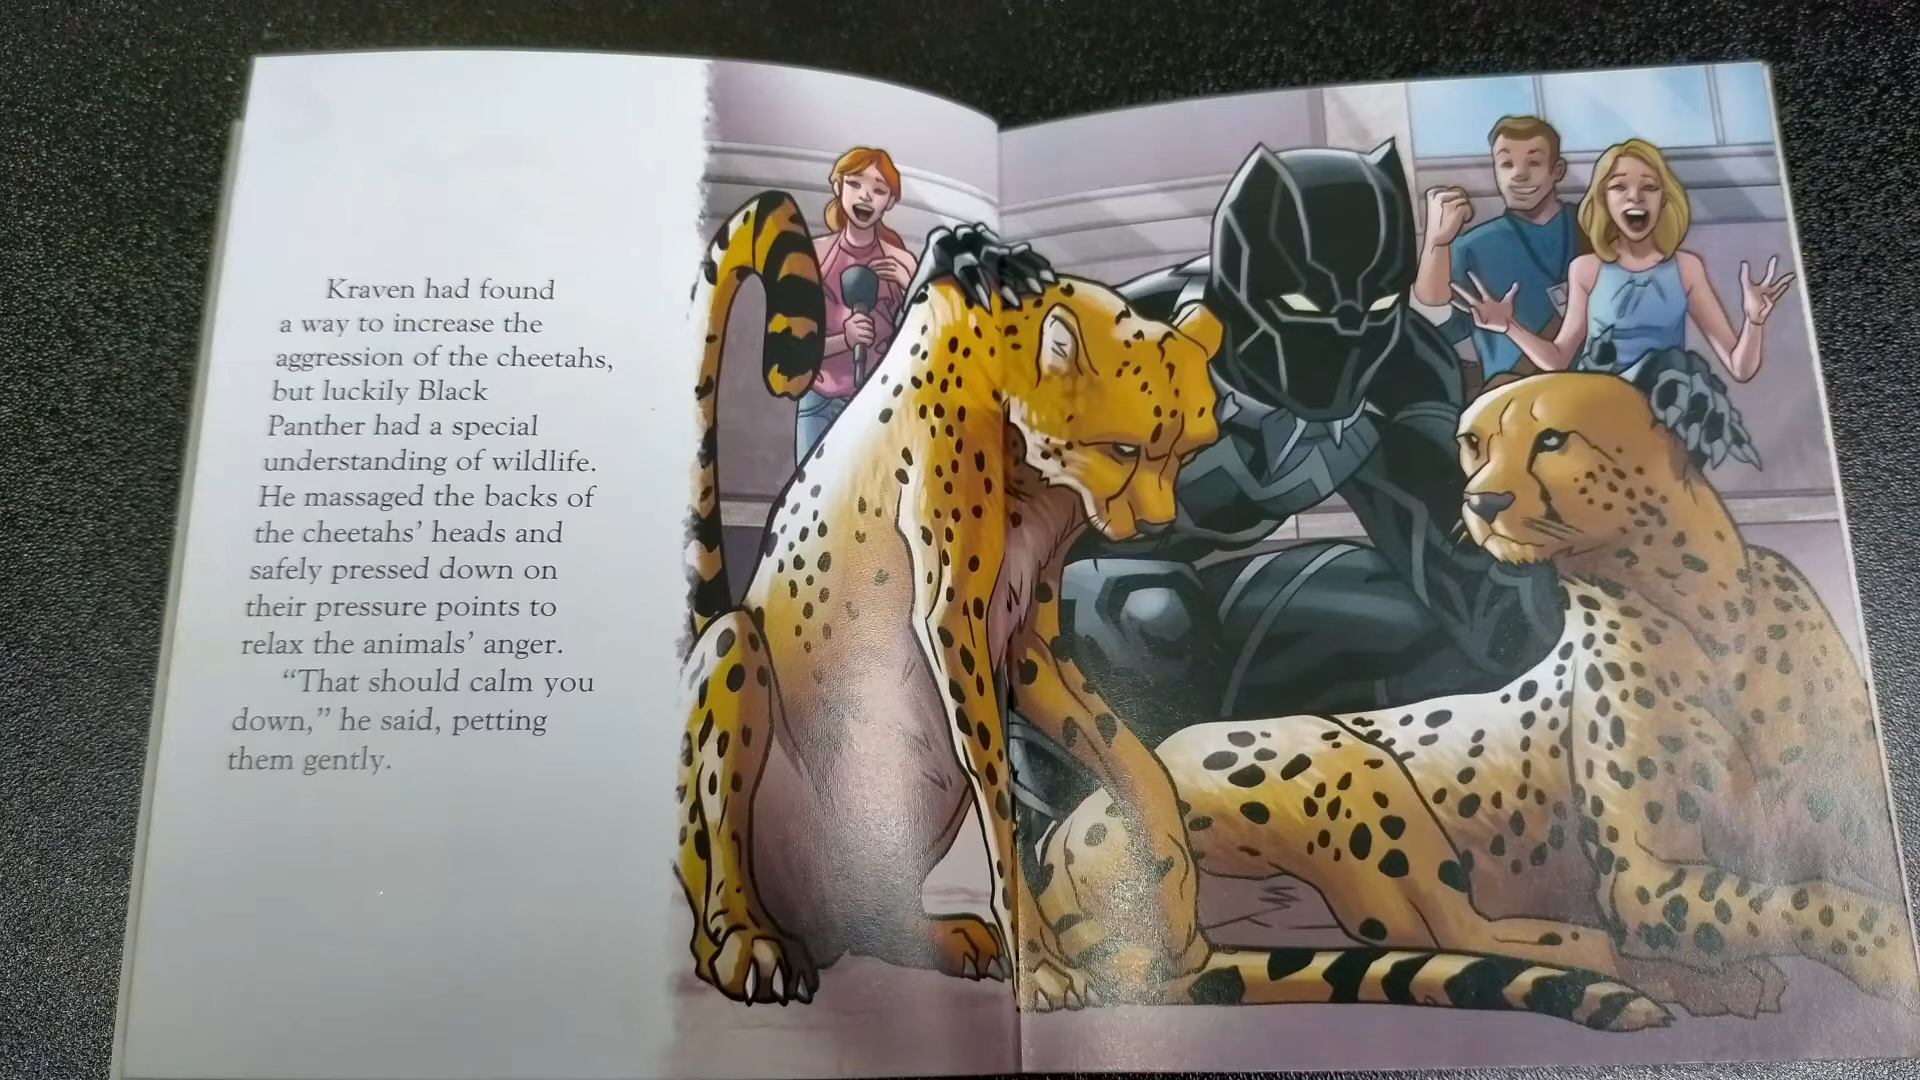 Kraven had found
a way to increase the
aggression of the cheetahs,
but luckily Black
Panther had a special
understanding of wildlife.
He massaged the backs of
the cheetahs’ heads and
safely pressed down on
their pressure points to
relax the animals’ anger.
“That should calm you
down,” he said, petting
them gently.